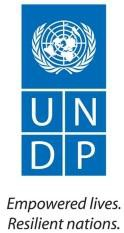 U N
D P
Empowered lives.
Resilient nations.